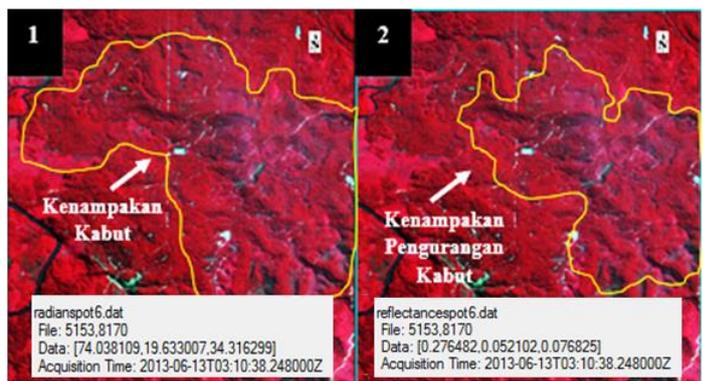 1
Kenampakan
Kabut
radianspot6.dat
File: 5153,8170
Data: [74.038109,19.633007,34.316299]
Acquisition Time: 2013-06-13T03:10:38.248000Z
2
Kenampakan
Pengurangan
Kabut
reflectancespot6.dat
File: 5153,8170
Data: [0.276482,0.052102,0.076825]
Acquisition Time: 2013-06-13T03:10:38.248000Z